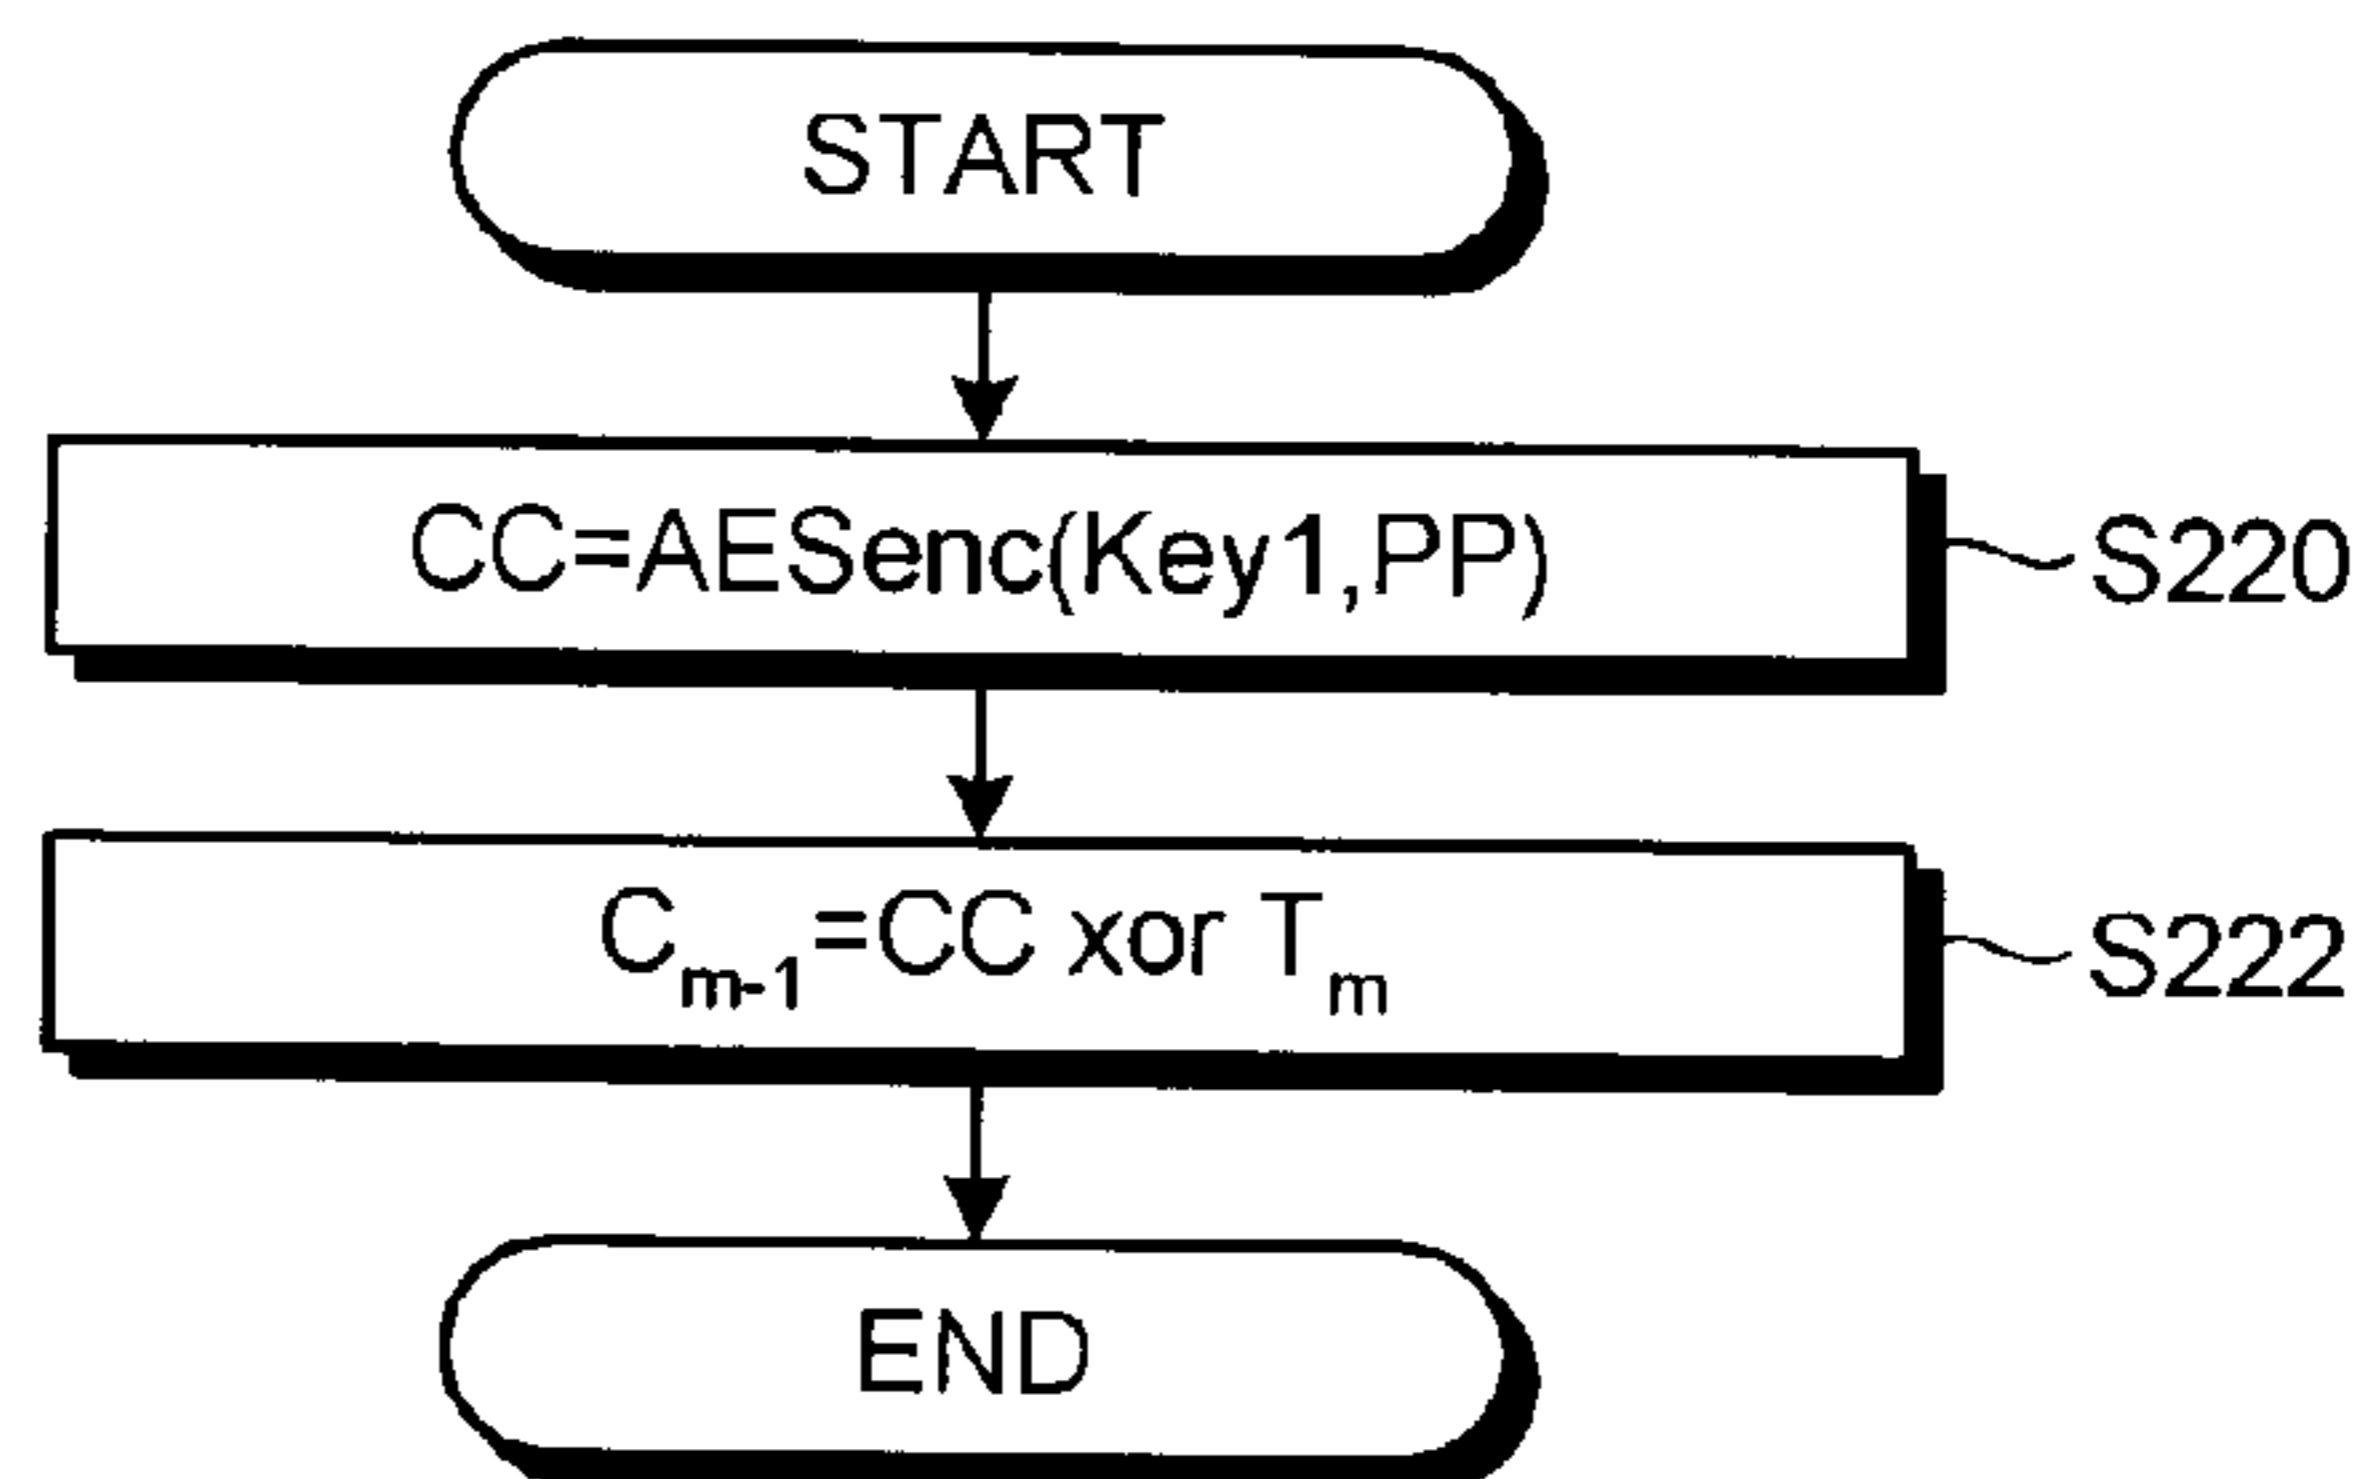 START
CC=AESenc(Key1,PP)
S220
Cm-1=CC xor Tm
S222
END